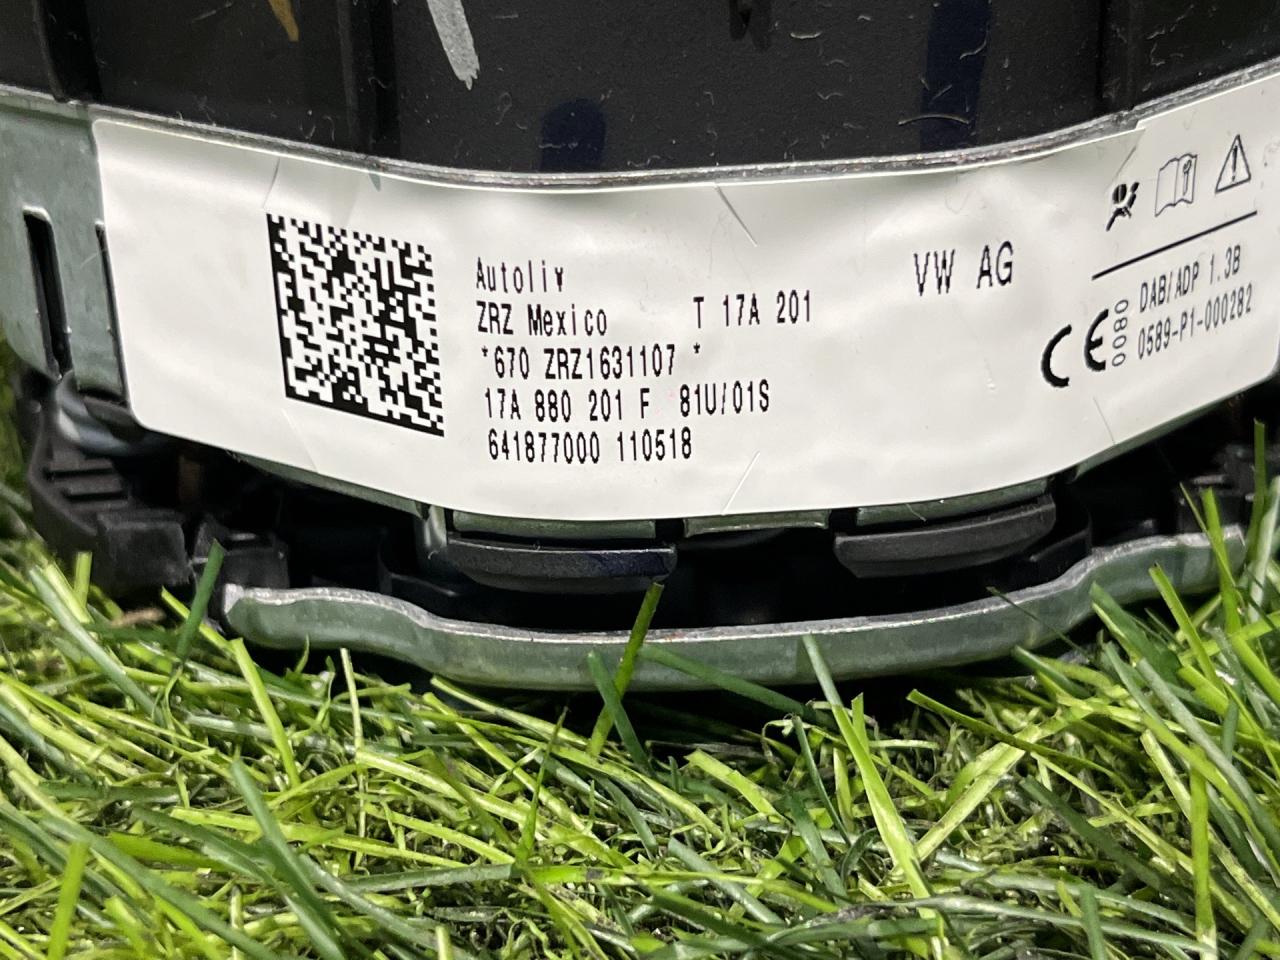 Autoliv
ZRZ Mexico T 17A 201
*670 ZRZ1631107 *
17A 880 201 F 81U/01S
641877000 110518
VW AG
CE 0080
DAB/ADP 1.3B
0589-P1-000282